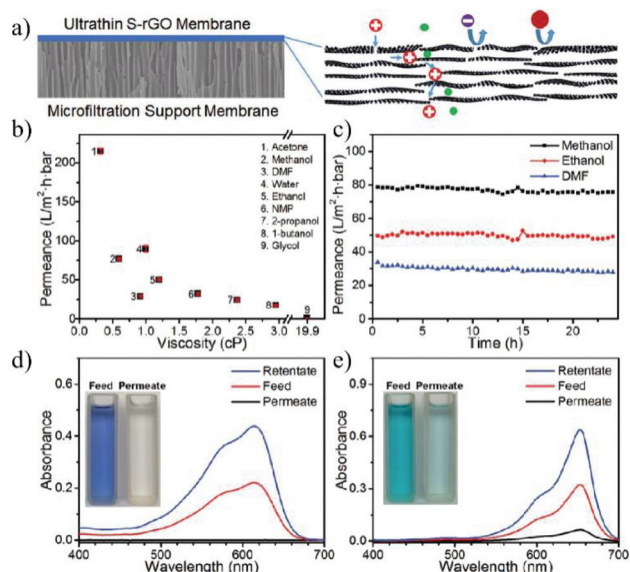 a)
Ultrathin S-rGO Membrane
Microfiltration Support Membrane
+
−
+
+
+
b)
Permeance (L/m²·h·bar)
200
150
100
50
0
1
2
3
4
5
6
7
8
9
1. Acetone
2. Methanol
3. DMF
4. Water
5. Ethanol
6. NMP
7. 2-propanol
8. 1-butanol
9. Glycol
0.0 0.5 1.0 1.5 2.0 2.5 3.0 19.9
Viscosity (cP)
c)
Permeance (L/m²·h·bar)
100
80
60
40
20
0
Methanol
Ethanol
DMF
0 5 10 15 20
Time (h)
d)
Absorbance
0.6
0.4
0.2
0.0
Feed Permeate
Retentate
Feed
Permeate
400 500 600 700
Wavelength (nm)
e)
Absorbance
0.9
0.6
0.3
0.0
Feed Permeate
Retentate
Feed
Permeate
400 500 600 700
Wavelength (nm)